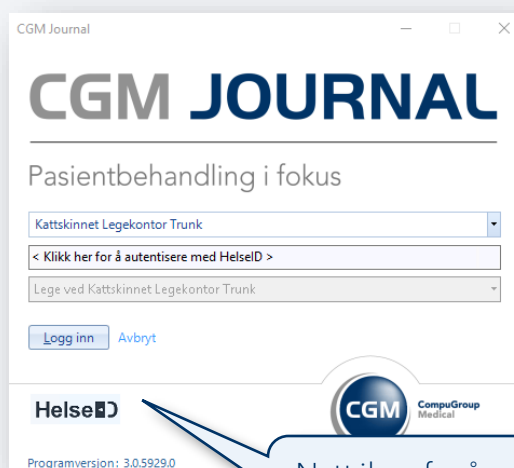 CGM Journal
CGM JOURNAL
Pasientbehandling i fokus
Kattskinnet Legekontor Trunk
< Klikk her for å autentisere med HelseID >
Lege ved Kattskinnet Legekontor Trunk
Logg inn Avbryt
HelseID
CGM CompuGroup
Medical
Programversjon: 3.0.5929.0